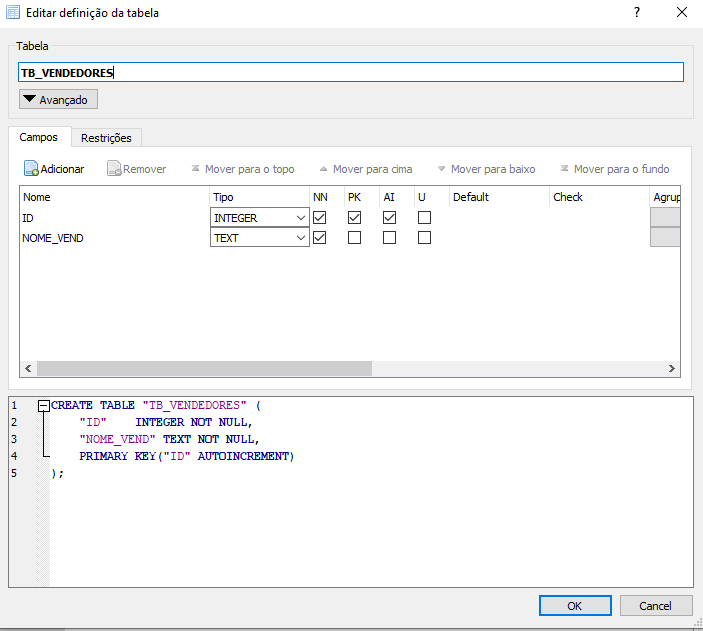 Editar definição da tabela ?
Tabela
TB_VENDEDORES
Avançado
Campos Restrições
Adicionar Remover Mover para o topo Mover para cima Mover para baixo Mover para o fundo
Nome Tipo NN PK AI U Default Check Agrup
ID INTEGER
NOME_VEND TEXT
1 CREATE TABLE "TB_VENDEDORES" (
2 "ID" INTEGER NOT NULL,
3 "NOME_VEND" TEXT NOT NULL,
4 PRIMARY KEY("ID" AUTOINCREMENT)
5 );
OK Cancel